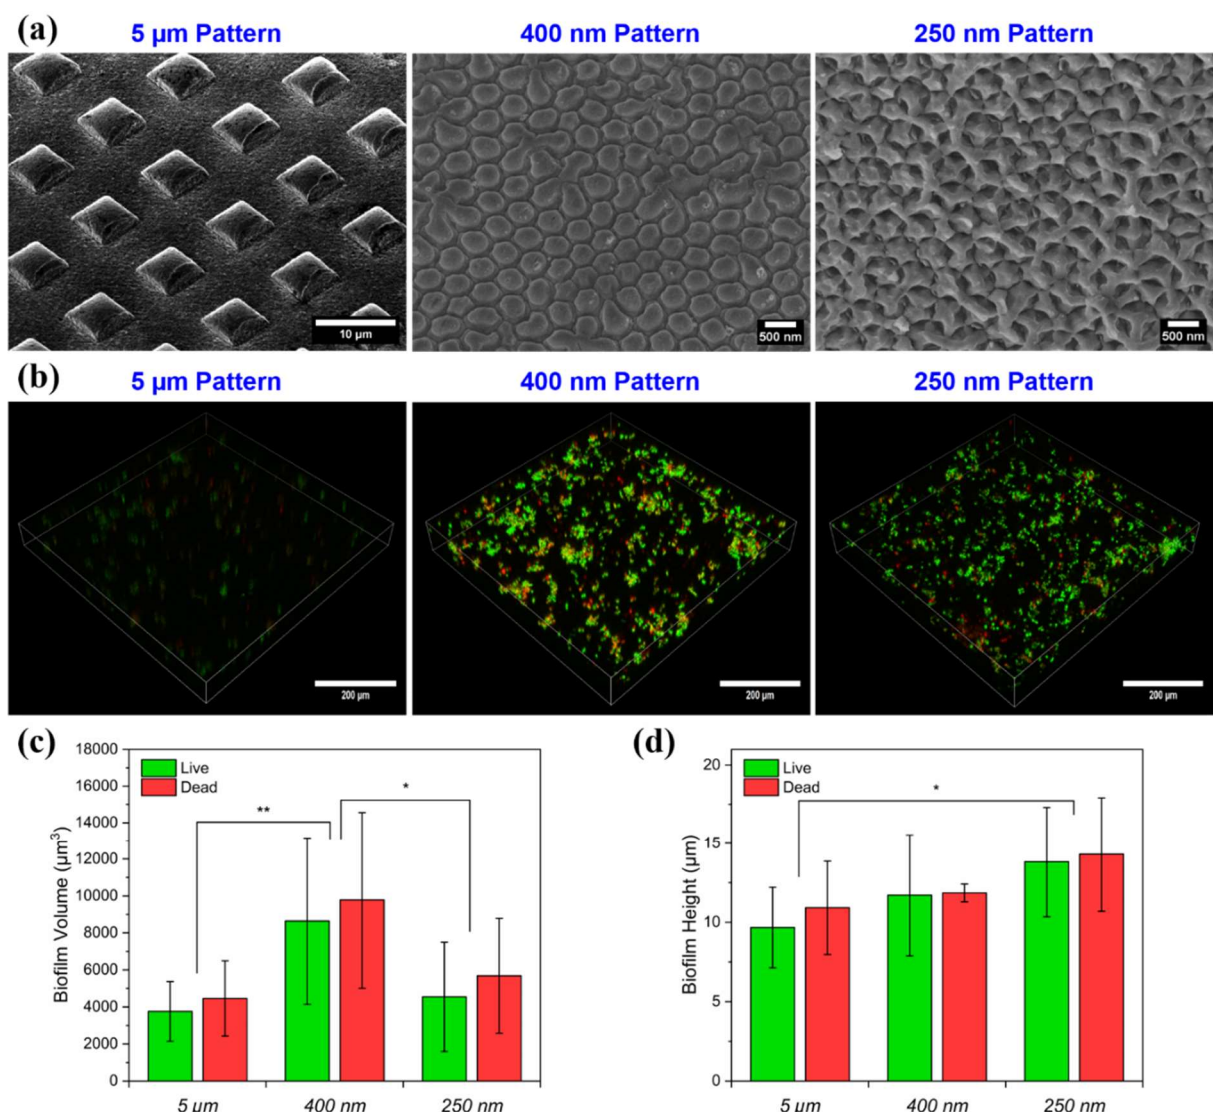 (a)
5 µm Pattern 400 nm Pattern 250 nm Pattern
10 µm 500 nm 500 nm
(b)
5 µm Pattern 400 nm Pattern 250 nm Pattern
200 µm 200 µm 200 µm
(c)
Biofilm Volume (µm³)
18000
16000
14000
12000
10000
8000
6000
4000
2000
0
Live
Dead
**
*
5 µm 400 nm 250 nm
(d)
Biofilm Height (µm)
20
15
10
5
0
Live
Dead
*
5 µm 400 nm 250 nm